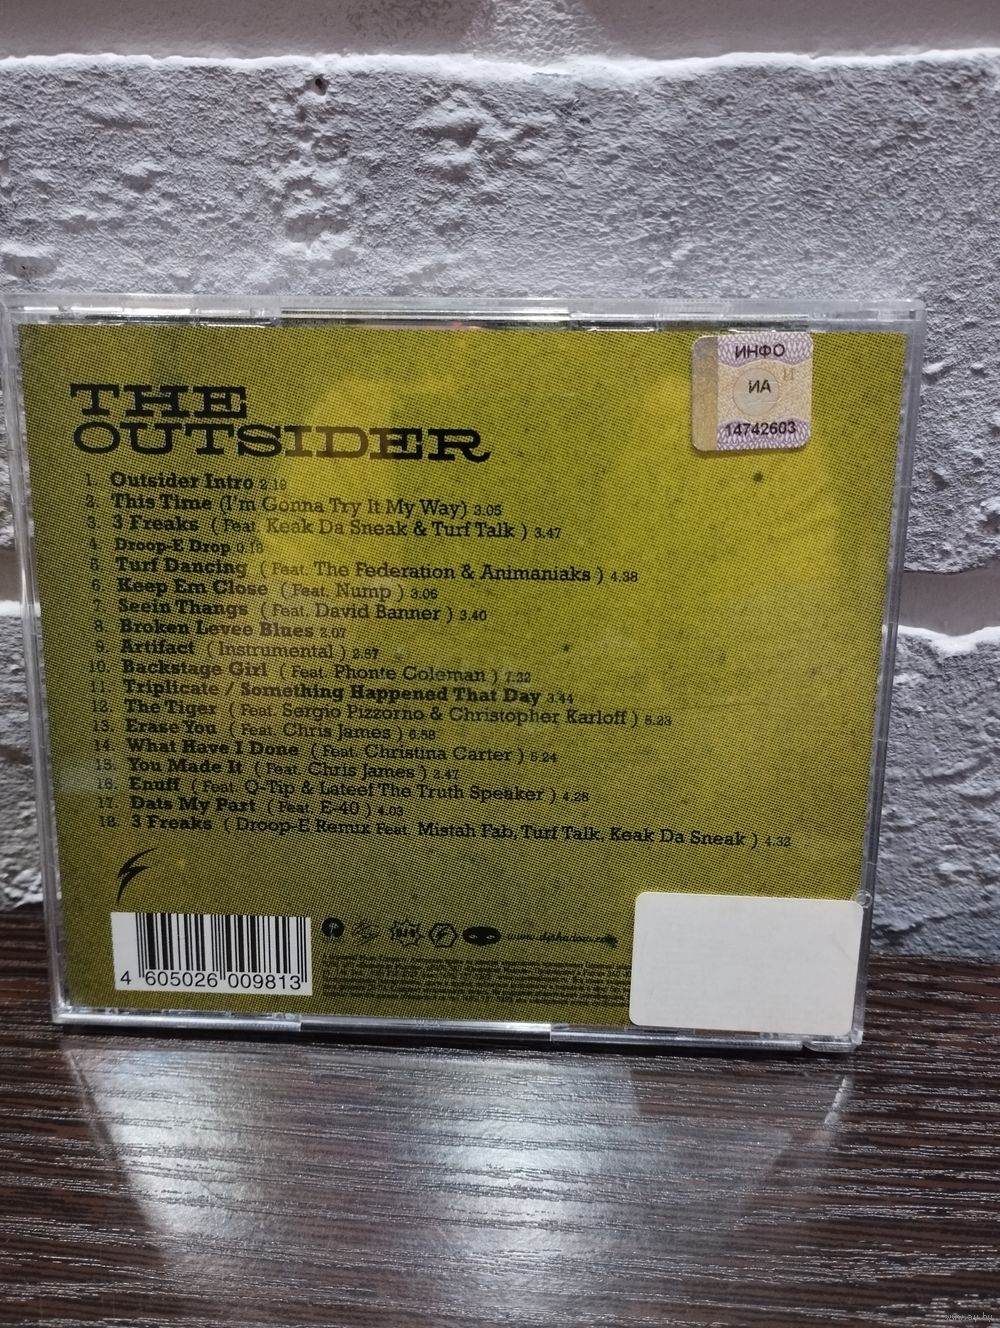 ИНФО
ИА
14742603
THE
OUTSIDER
1. Outsider Intro 2.19
2. This Time (I'm Gonna Try It My Way) 3.05
3. 3 Freaks ( Feat. Keak Da Sneak & Turf Talk ) 3.47
4. Droop-E Drop 0.18
5. Turf Dancing ( Feat. The Federation & Animaniaks ) 4.38
6. Keep Em Close ( Feat. Nump ) 3.06
7. Seein Thangs ( Feat. David Banner ) 3.40
8. Broken Levee Blues 2.07
9. Artifact ( Instrumental ) 2.57
10. Backstage Girl ( Feat. Phonte Coleman ) 7.32
11. Triplicate / Something Happened That Day 3.44
12. The Tiger ( Feat. Sergio Pizzorno & Christopher Karloff ) 5.23
13. Erase You ( Feat. Chris James ) 6.58
14. What Have I Done ( Feat. Christina Carter ) 5.24
15. You Made It ( Feat. Chris James ) 2.47
16. Enuff ( Feat. Q-Tip & Lateef The Truth Speaker ) 4.28
17. Dats My Part ( Feat. E-40 ) 4.03
18. 3 Freaks ( Droop-E Remix Feat. Mistah Fab, Turf Talk, Keak Da Sneak ) 4.32
4 605026 009813
www.djshadow.com
www.ay.by